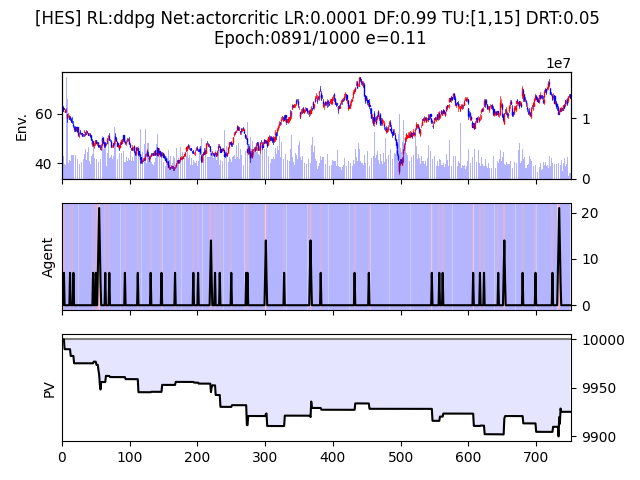 [HES] RL:ddpg Net:actorcritic LR:0.0001 DF:0.99 TU:[1,15] DRT:0.05
Epoch:0891/1000 e=0.11
1e7
Env.
60
40
1
0
Agent
20
10
0
PV
10000
9950
9900
0 100 200 300 400 500 600 700